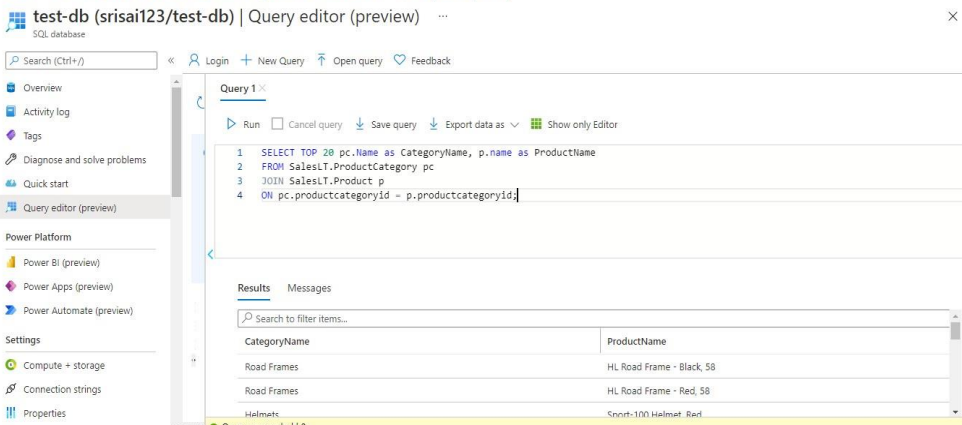 test-db (srisai123/test-db) | Query editor (preview) ...
SQL database
Search (Ctrl+/)
Overview
Activity log
Tags
Diagnose and solve problems
Quick start
Query editor (preview)
Power Platform
Power BI (preview)
Power Apps (preview)
Power Automate (preview)
Settings
Compute + storage
Connection strings
Properties
Login New Query Open query Feedback
Query 1
Run Cancel query Save query Export data as Show only Editor
1 SELECT TOP 20 pc.Name as CategoryName, p.name as ProductName
2 FROM SalesLT.ProductCategory pc
3 JOIN SalesLT.Product p
4 ON pc.productcategoryid = p.productcategoryid;
Results Messages
Search to filter items...
CategoryName ProductName
Road Frames HL Road Frame - Black, 58
Road Frames HL Road Frame - Red, 58
Helmets Sport-100 Helmet, Red